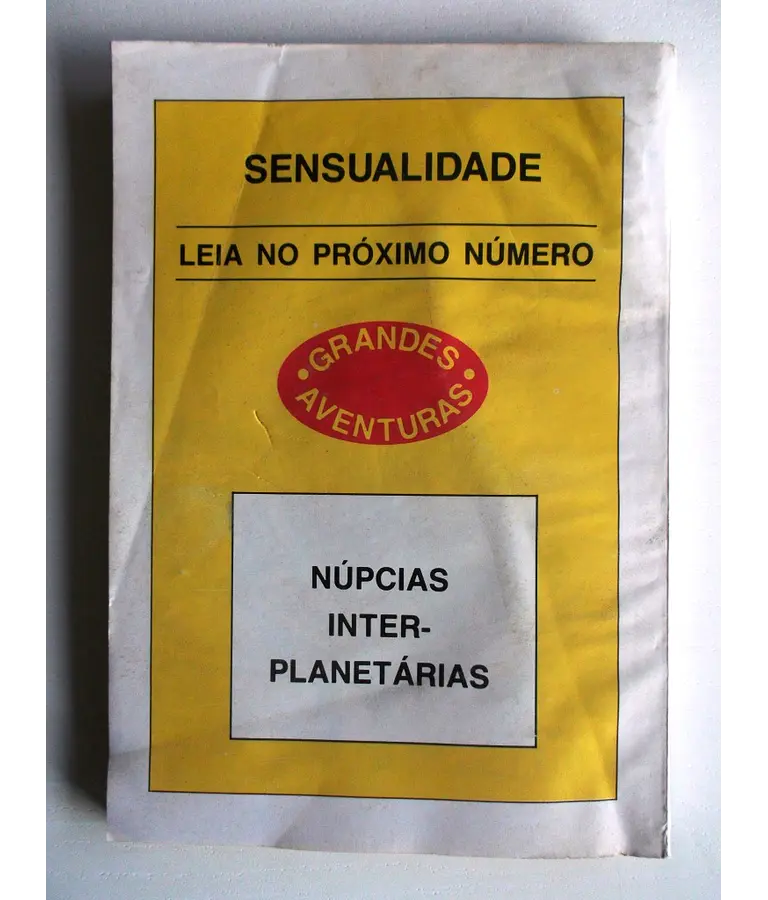 SENSUALIDADE
LEIA NO PRÓXIMO NÚMERO
• GRANDES •
AVENTURAS
NÚPCIAS
INTER-
PLANETÁRIAS